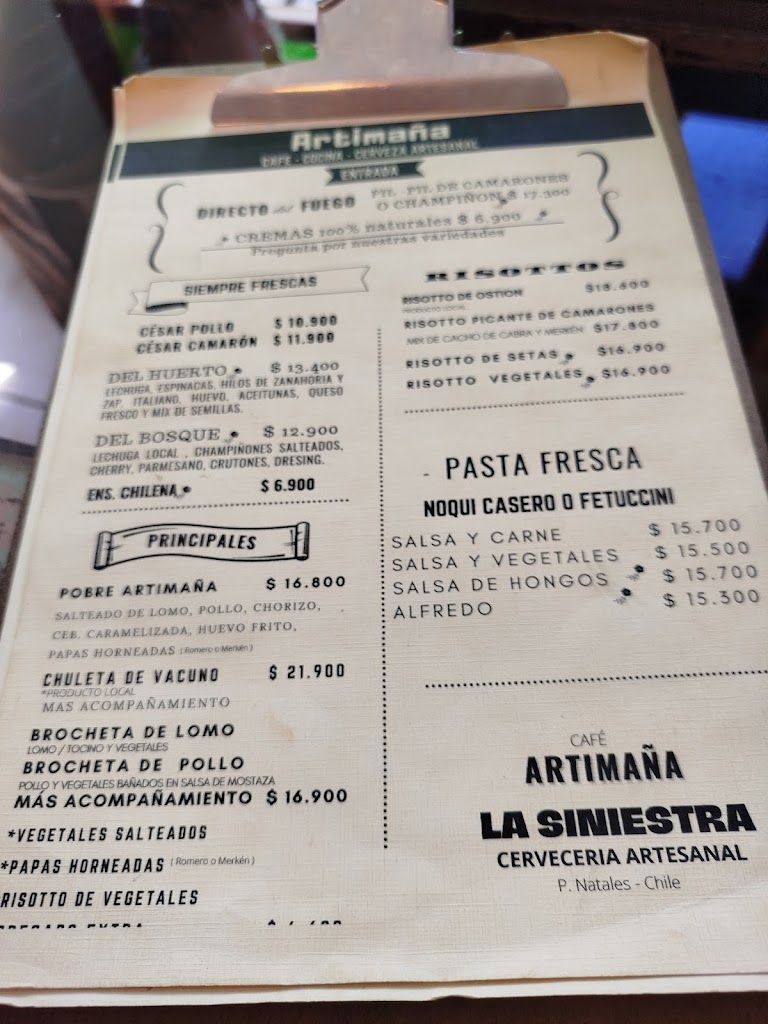 Artimaña
CAFE - COCINA - CERVEZA ARTESANAL
ENTRADA
DIRECTO del FUEGO
PIL-PIL DE CAMARONES
O CHAMPIÑON $ 17.300
CREMAS 100% naturales $ 6.900
Pregunta por nuestras variedades
SIEMPRE FRESCAS
CÉSAR POLLO $ 10.900
CÉSAR CAMARÓN $ 11.900
DEL HUERTO $ 13.400
LECHUGA, ESPINACAS, HILOS DE ZANAHORIA Y
ZAP. ITALIANO, HUEVO, ACEITUNAS, QUESO
FRESCO Y MIX DE SEMILLAS.
DEL BOSQUE $ 12.900
LECHUGA LOCAL , CHAMPIÑONES SALTEADOS,
CHERRY, PARMESANO, CRUTONES, DRESING.
ENS. CHILENA $ 6.900
PRINCIPALES
POBRE ARTIMAÑA $ 16.800
SALTEADO DE LOMO, POLLO, CHORIZO,
CEB. CARAMELIZADA, HUEVO FRITO,
PAPAS HORNEADAS (Romero o Merkén)
CHULETA DE VACUNO $ 21.900
*PRODUCTO LOCAL
MAS ACOMPAÑAMIENTO
BROCHETA DE LOMO
LOMO / TOCINO Y VEGETALES
BROCHETA DE POLLO
POLLO Y VEGETALES BAÑADOS EN SALSA DE MOSTAZA
MÁS ACOMPAÑAMIENTO $ 16.900
*VEGETALES SALTEADOS
*PAPAS HORNEADAS (Romero o Merkén)
RISOTTO DE VEGETALES
RISOTTOS
RISOTTO DE OSTION
PRODUCTO LOCAL
RISOTTO PICANTE DE CAMARONES
MIX DE CACHO DE CABRA Y MERKÉN $17.800
RISOTTO DE SETAS $16.900
RISOTTO VEGETALES $16.900
- PASTA FRESCA
NOQUI CASERO O FETUCCINI
SALSA Y CARNE $ 15.700
SALSA Y VEGETALES $ 15.500
SALSA DE HONGOS $ 15.700
ALFREDO $ 15.300
CAFÉ
ARTIMAÑA
LA SINIESTRA
CERVECERIA ARTESANAL
P. Natales - Chile